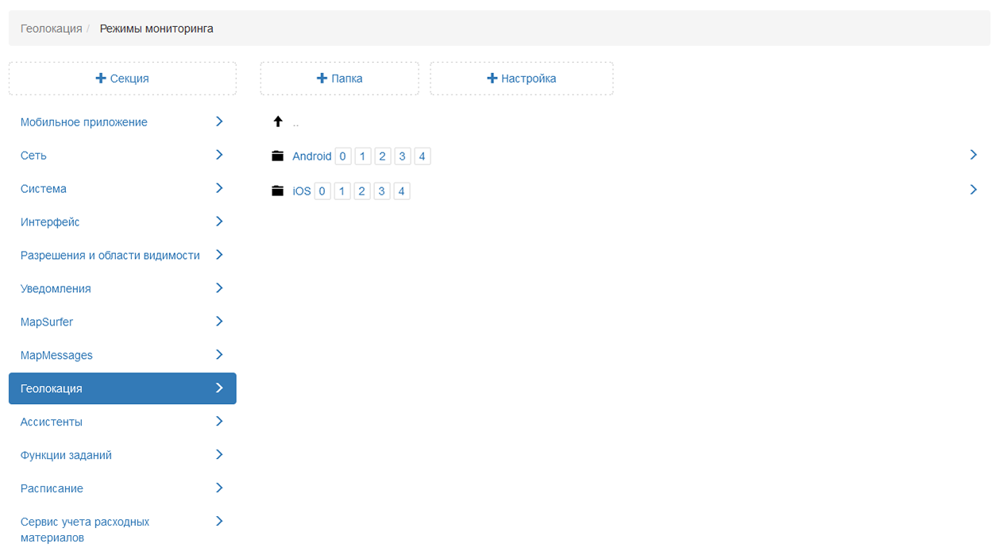 Геолокация / Режимы мониторинга
Секция
Папка
Настройка
Мобильное приложение
Сеть
Система
Интерфейс
Разрешения и области видимости
Уведомления
MapSurfer
MapMessages
Геолокация
Ассистенты
Функции заданий
Расписание
Сервис учета расходных
материалов
..
Android 0 1 2 3 4
iOS 0 1 2 3 4